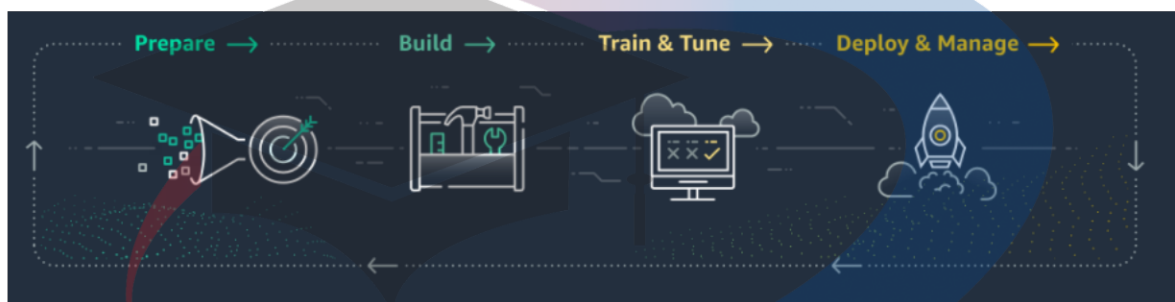 Prepare → Build → Train & Tune → Deploy & Manage →